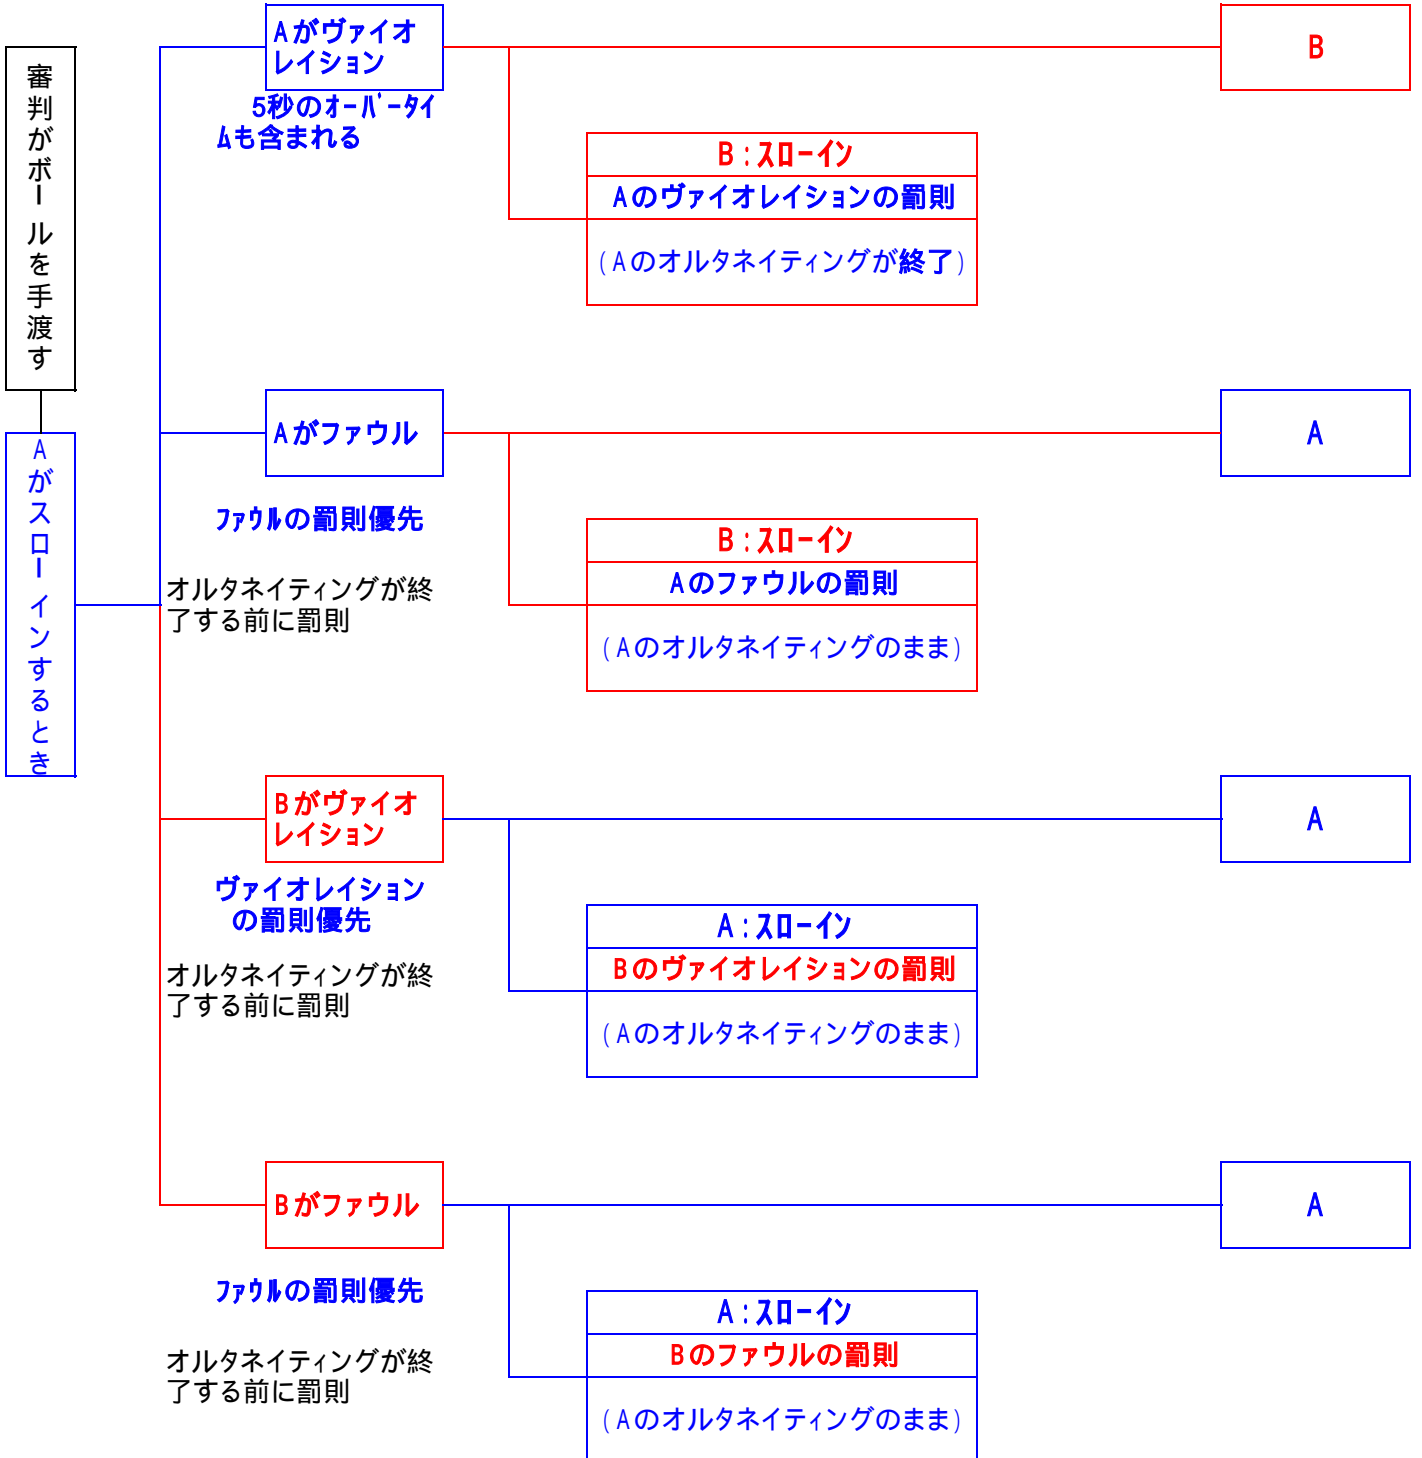 審判がボールを手渡す
Aがスローインするとき
Aがヴァイオ
レイション
5秒のｵｰﾊﾞｰﾀｲ
ﾑも含まれる
B
B：ｽﾛｰｲﾝ
Aのヴァイオレイションの罰則
(Aのオルタネイティングが終了)
Aがファウル
A
ﾌｧｳﾙの罰則優先
オルタネイティングが終
了する前に罰則
B：ｽﾛｰｲﾝ
Aのファウルの罰則
(Aのオルタネイティングのまま)
Bがヴァイオ
レイション
A
ヴァイオレイション
の罰則優先
オルタネイティングが終
了する前に罰則
A：ｽﾛｰｲﾝ
Bのヴァイオレイションの罰則
(Aのオルタネイティングのまま)
Bがファウル
A
ﾌｧｳﾙの罰則優先
オルタネイティングが終
了する前に罰則
A：ｽﾛｰｲﾝ
Bのファウルの罰則
(Aのオルタネイティングのまま)